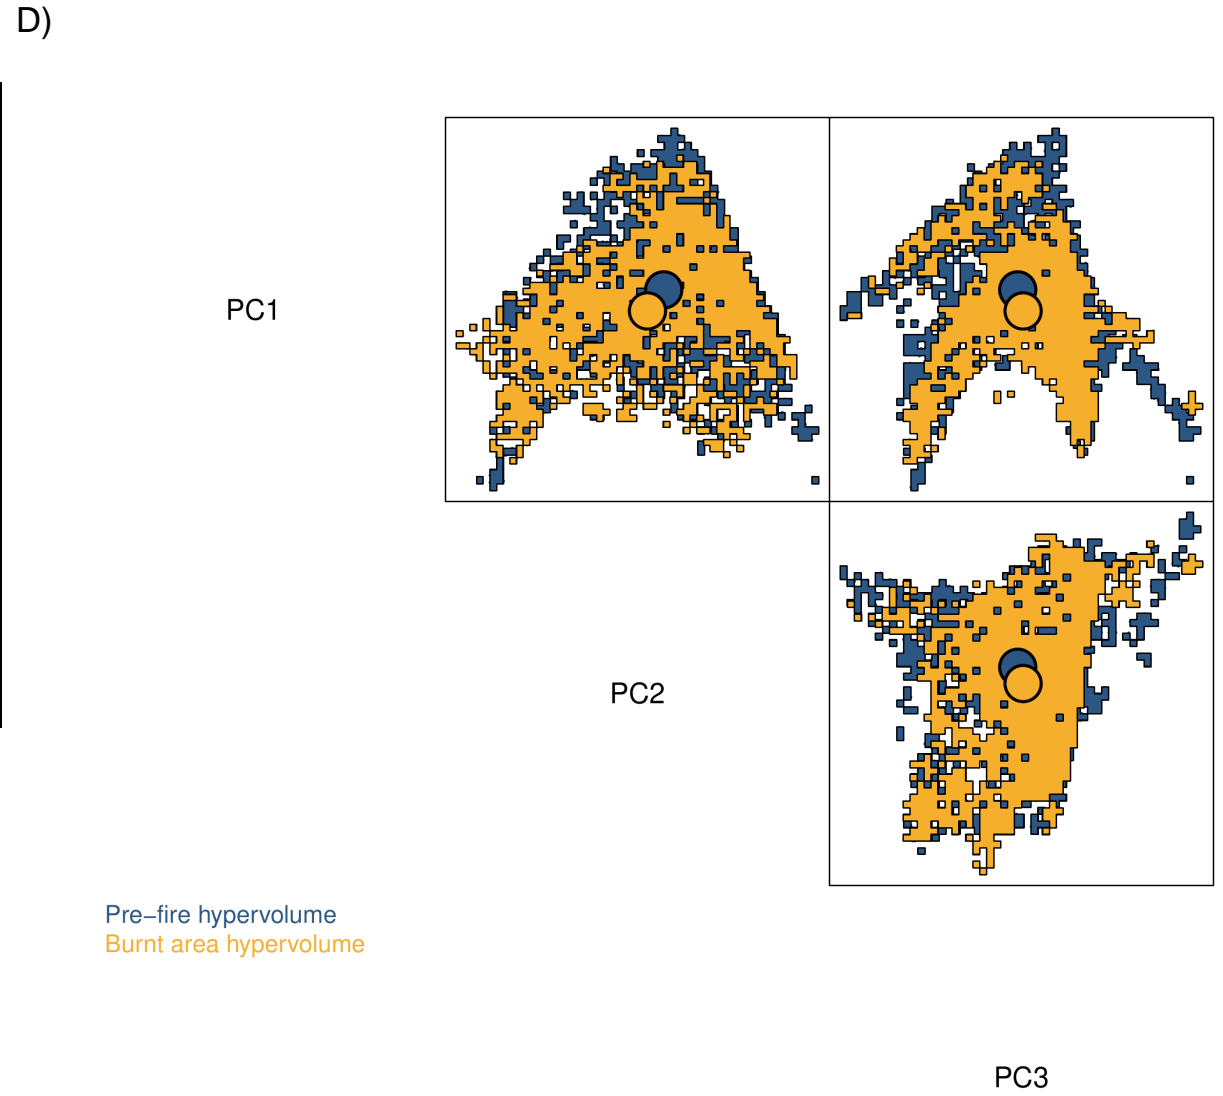 D)
PC1
PC2
Pre−fire hypervolume
Burnt area hypervolume
PC3